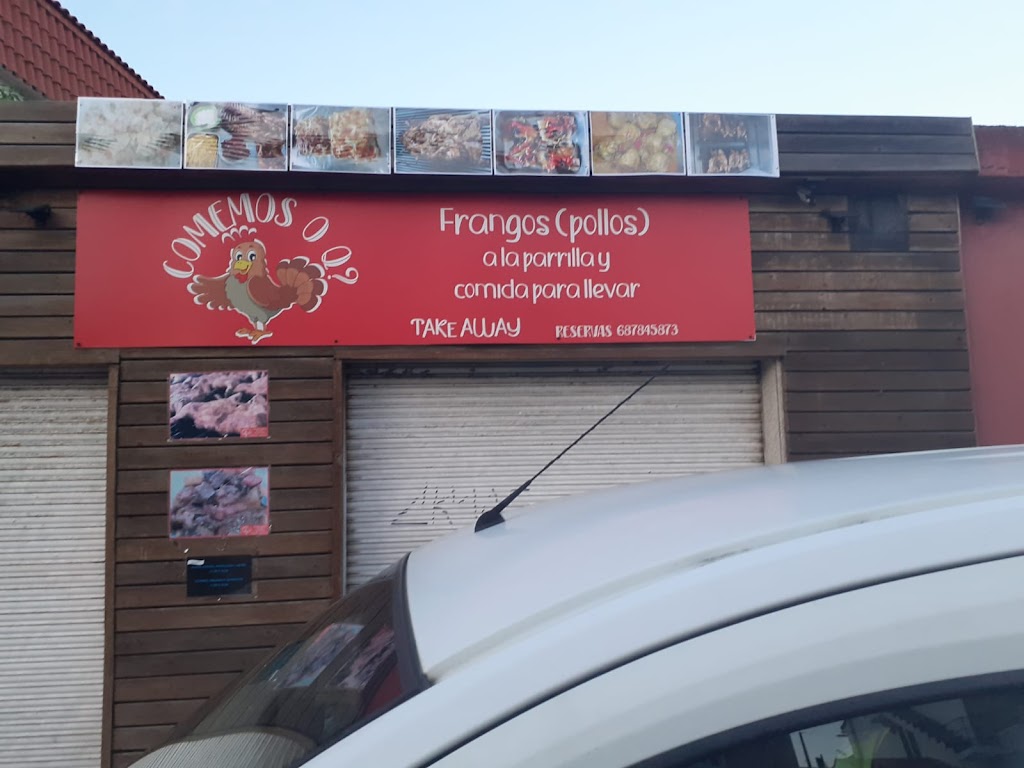 COMEMOS O Q?
Frangos (pollos)
a la parrilla y
comida para llevar
TAKE AWAY
RESERVAS 687845873